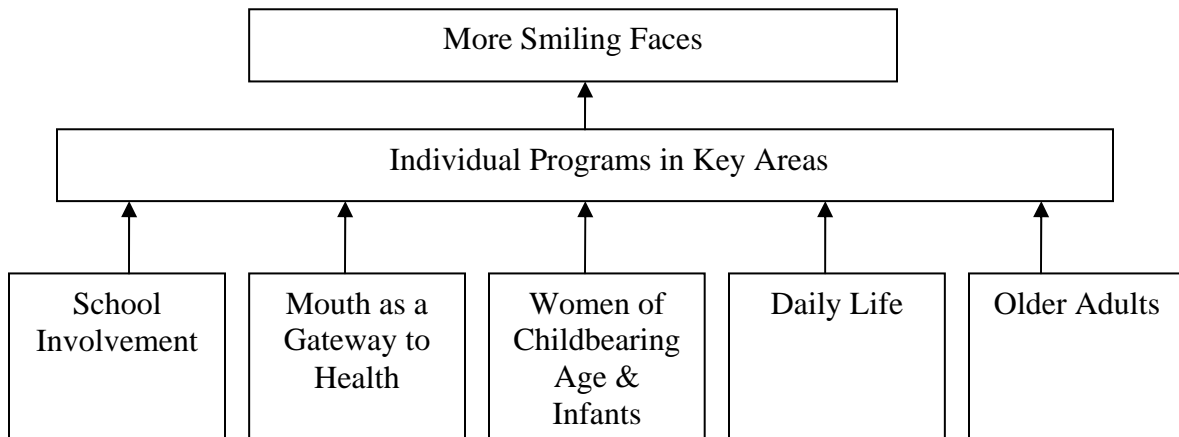 More Smiling Faces
Individual Programs in Key Areas
School
Involvement
Mouth as a
Gateway to
Health
Women of
Childbearing
Age &
Infants
Daily Life
Older Adults